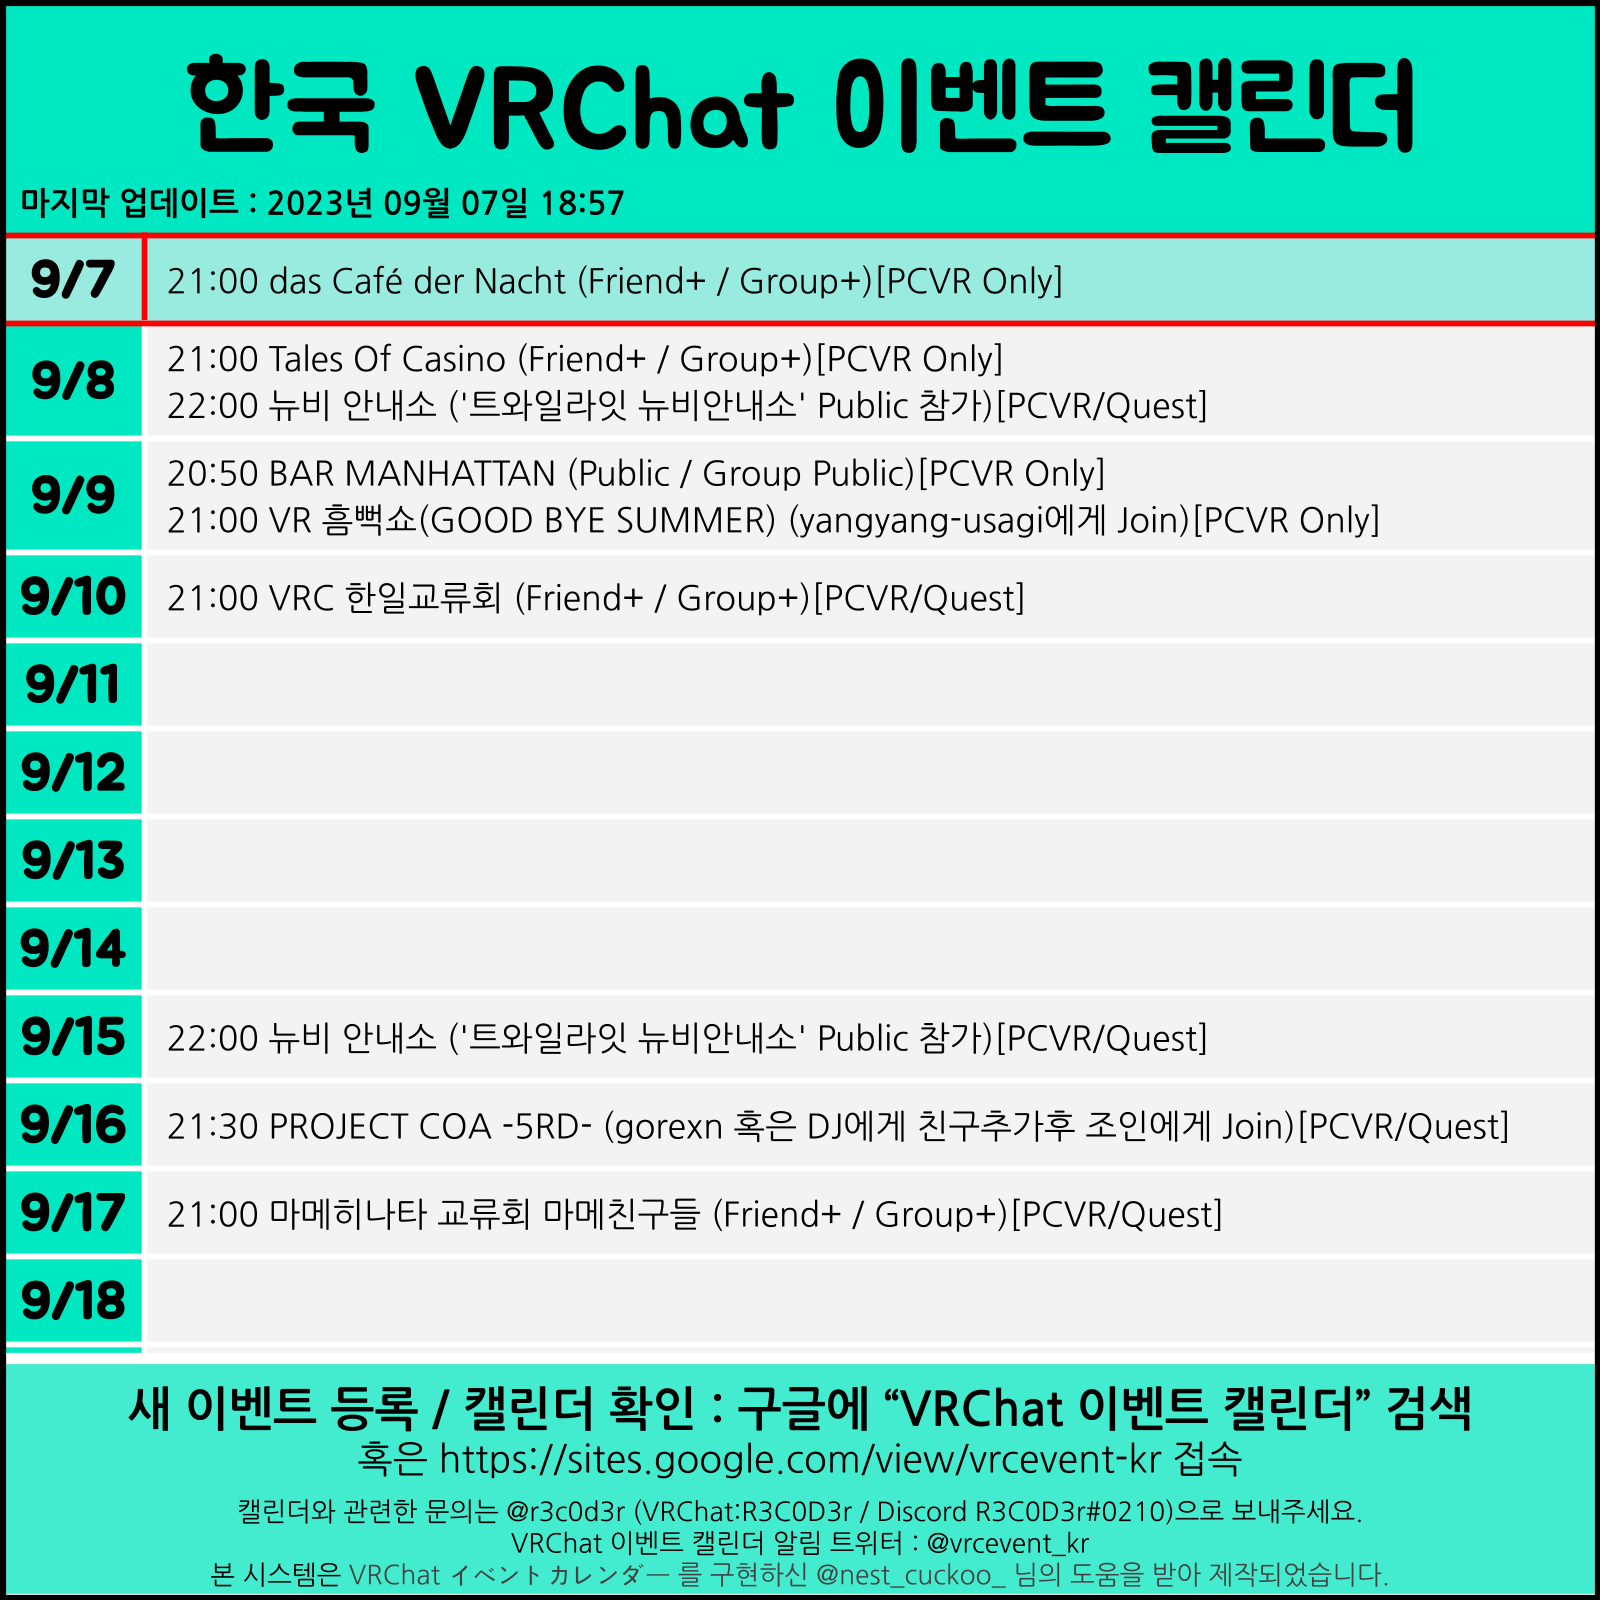 한국 VRChat 이벤트 캘린더
마지막 업데이트 : 2023년 09월 07일 18:57
9/7
21:00 das Café der Nacht (Friend+ / Group+)[PCVR Only]
9/8
21:00 Tales Of Casino (Friend+ / Group+)[PCVR Only]
22:00 뉴비 안내소 ('트와일라잇 뉴비안내소' Public 참가)[PCVR/Quest]
9/9
20:50 BAR MANHATTAN (Public / Group Public)[PCVR Only]
21:00 VR 흠뻑쇼(GOOD BYE SUMMER) (yangyang-usagi에게 Join)[PCVR Only]
9/10
21:00 VRC 한일교류회 (Friend+ / Group+)[PCVR/Quest]
9/11
9/12
9/13
9/14
9/15
22:00 뉴비 안내소 ('트와일라잇 뉴비안내소' Public 참가)[PCVR/Quest]
9/16
21:30 PROJECT COA -5RD- (gorexn 혹은 DJ에게 친구추가후 조인에게 Join)[PCVR/Quest]
9/17
21:00 마메히나타 교류회 마메친구들 (Friend+ / Group+)[PCVR/Quest]
9/18
새 이벤트 등록 / 캘린더 확인 : 구글에 “VRChat 이벤트 캘린더” 검색
혹은 https://sites.google.com/view/vrcevent-kr 접속
캘린더와 관련한 문의는 @r3c0d3r (VRChat:R3C0D3r / Discord R3C0D3r#0210)으로 보내주세요.
VRChat 이벤트 캘린더 알림 트위터 : @vrcevent_kr
본 시스템은 VRChat イベントカレンダー 를 구현하신 @nest_cuckoo_ 님의 도움을 받아 제작되었습니다.